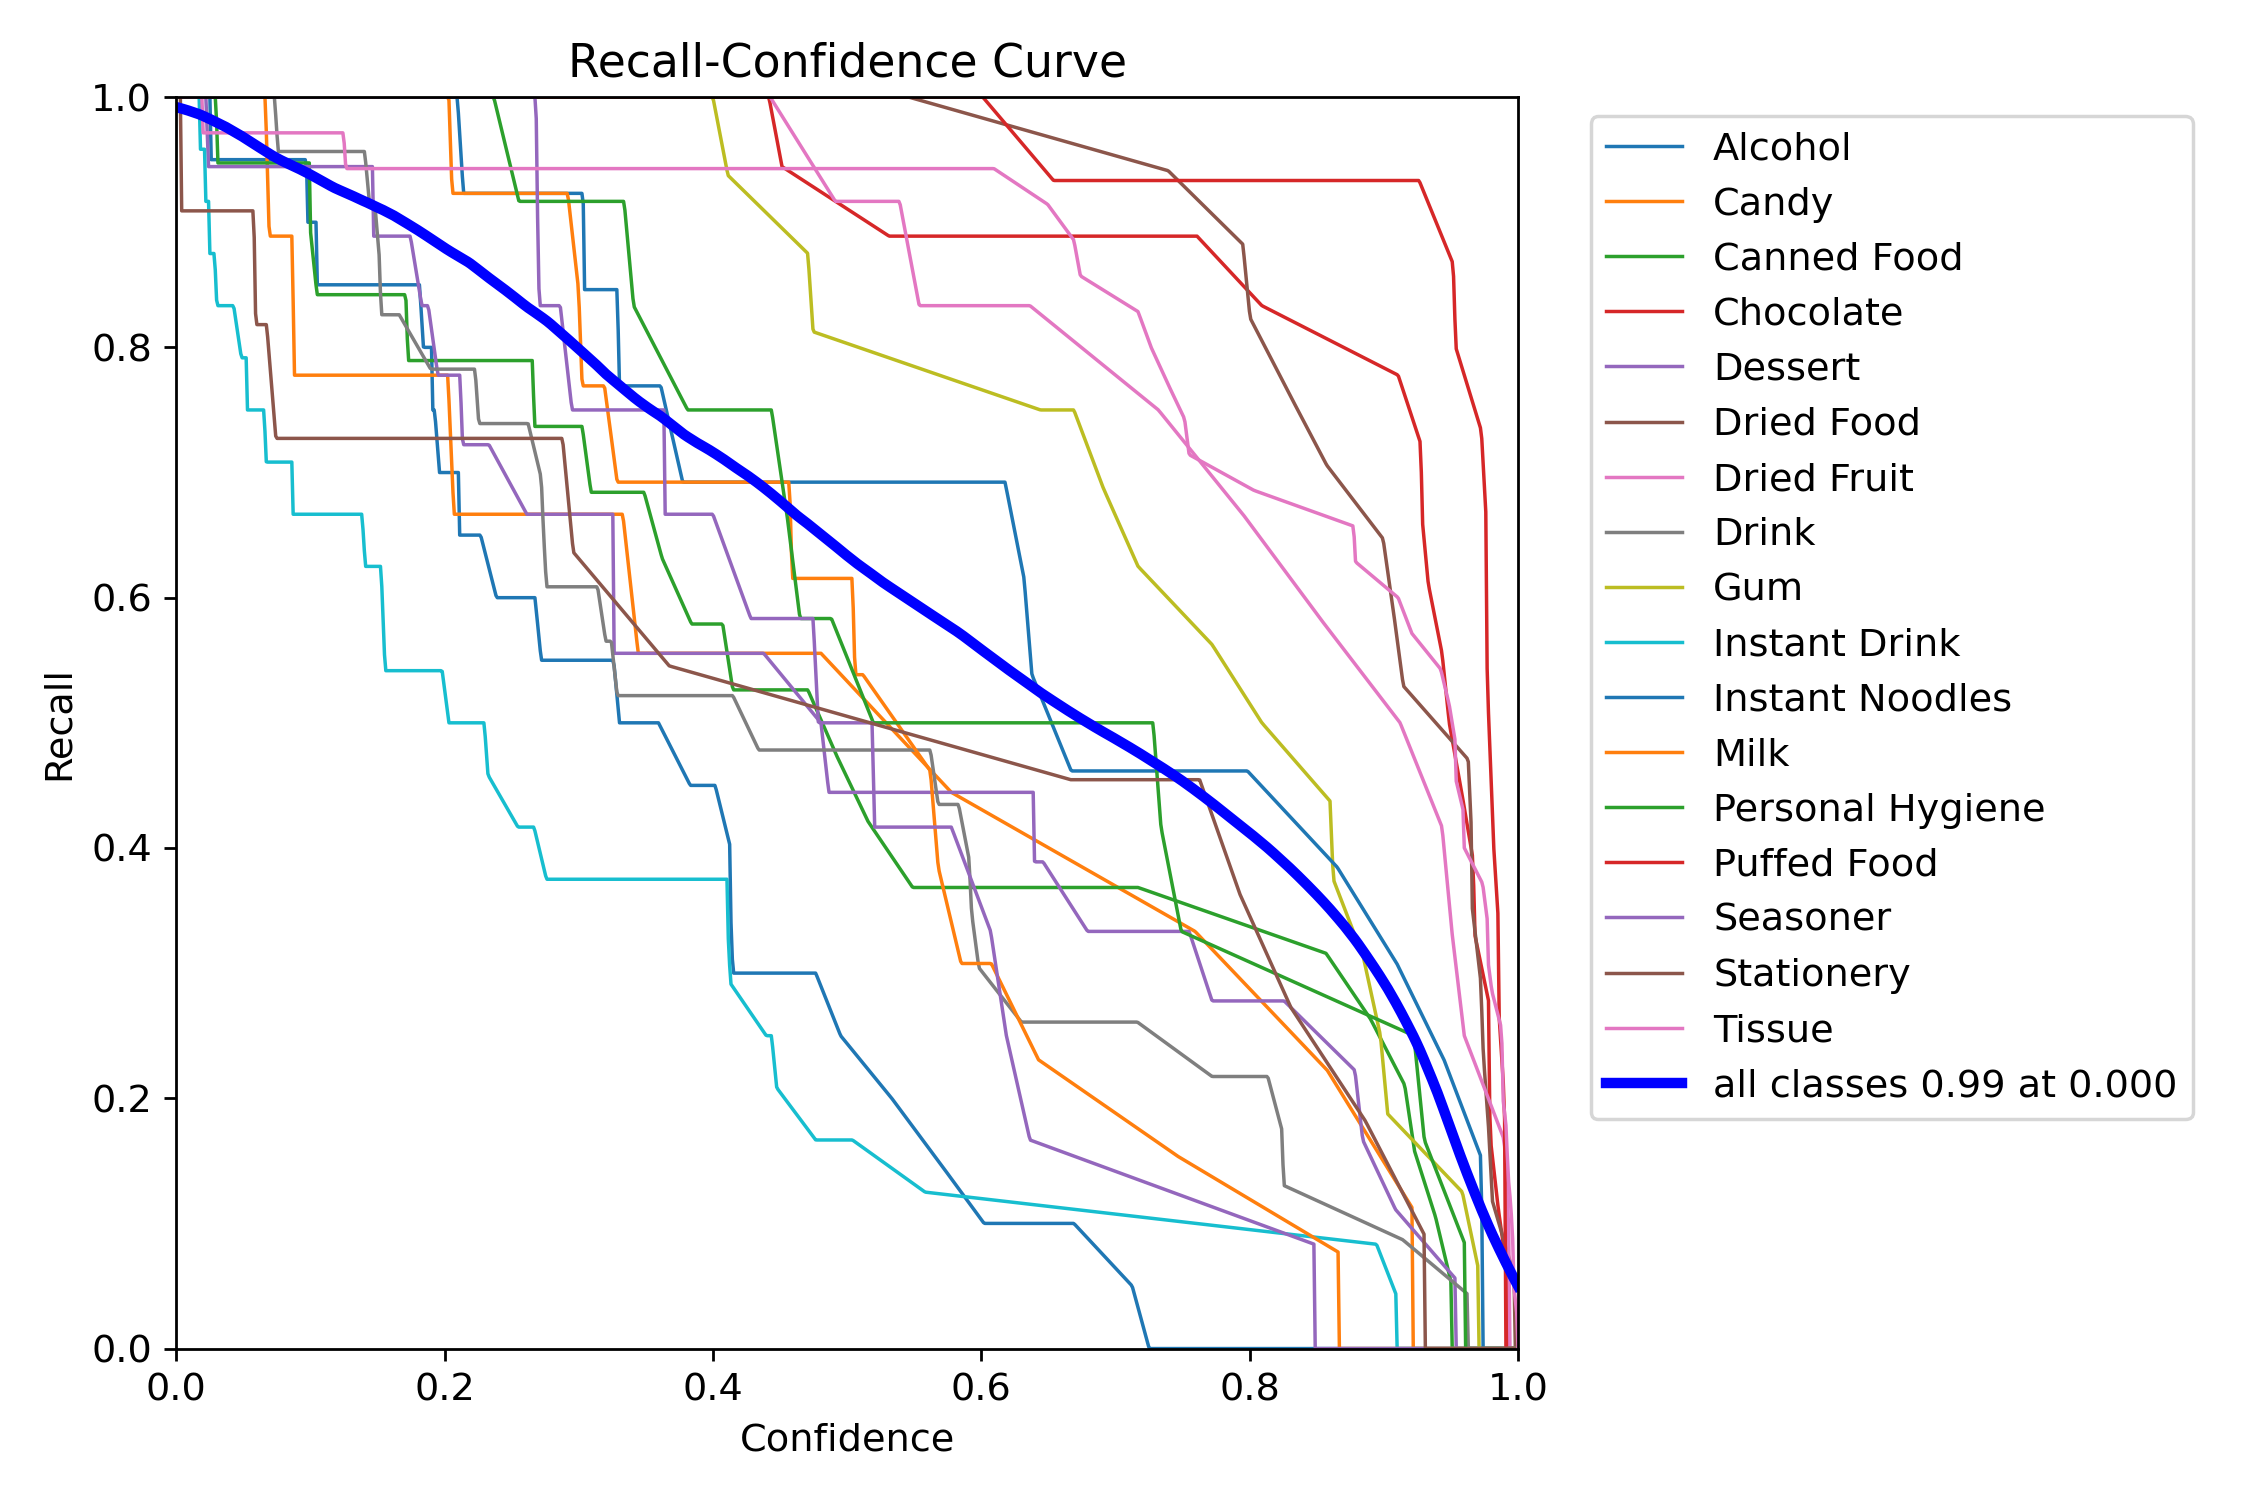 Recall-Confidence Curve
1.0
0.8
0.6
0.4
0.2
0.0
Recall
0.0 0.2 0.4 0.6 0.8 1.0
Confidence
Alcohol
Candy
Canned Food
Chocolate
Dessert
Dried Food
Dried Fruit
Drink
Gum
Instant Drink
Instant Noodles
Milk
Personal Hygiene
Puffed Food
Seasoner
Stationery
Tissue
all classes 0.99 at 0.000